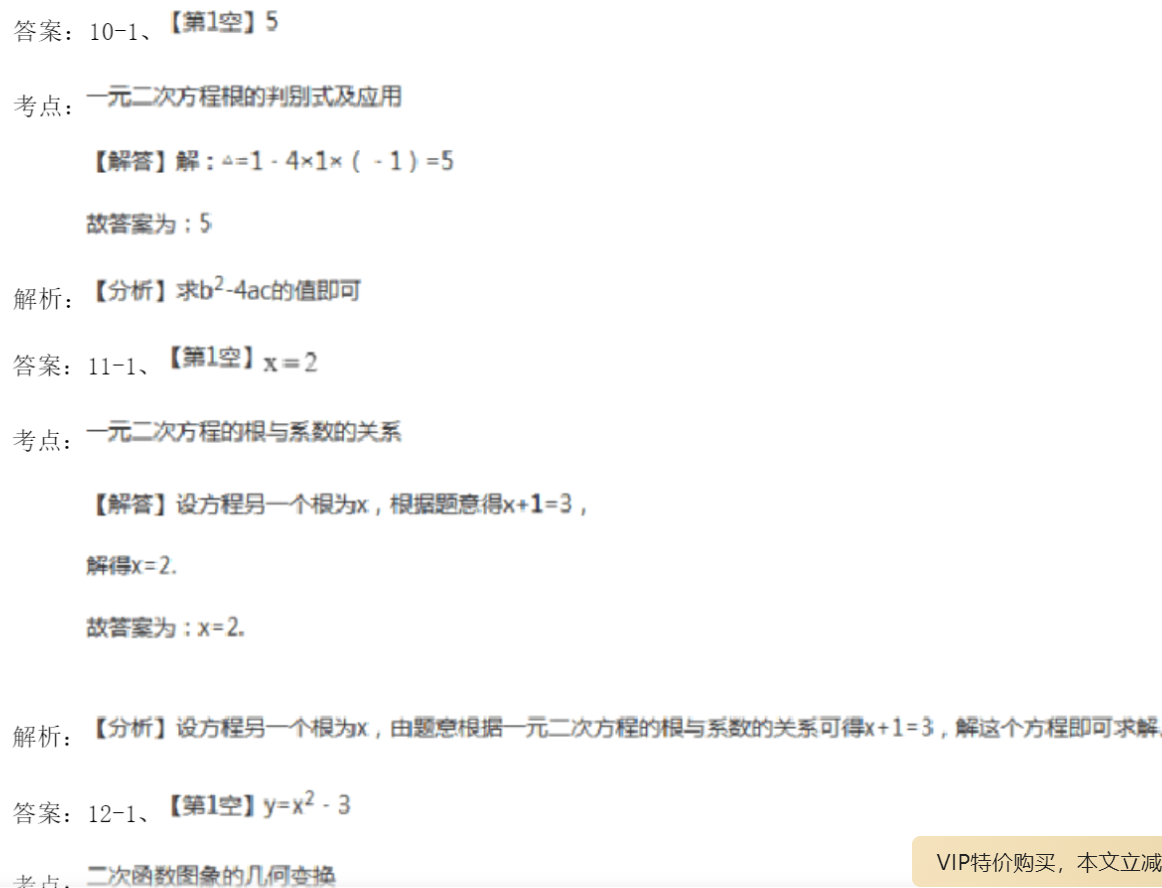 答案：10-1、【第1空】5
考点：一元二次方程根的判别式及应用
【解答】解：△=1﹣4×1×（﹣1）=5
故答案为：5
解析：【分析】求b²-4ac的值即可
答案：11-1、【第1空】x=2
考点：一元二次方程的根与系数的关系
【解答】设方程另一个根为x，根据题意得x+1=3，
解得x=2.
故答案为：x=2.
解析：【分析】设方程另一个根为x，由题意根据一元二次方程的根与系数的关系可得x+1=3，解这个方程即可求解.
答案：12-1、【第1空】y=x²﹣3
考点：二次函数图象的几何变换
VIP特价购买，本文立减